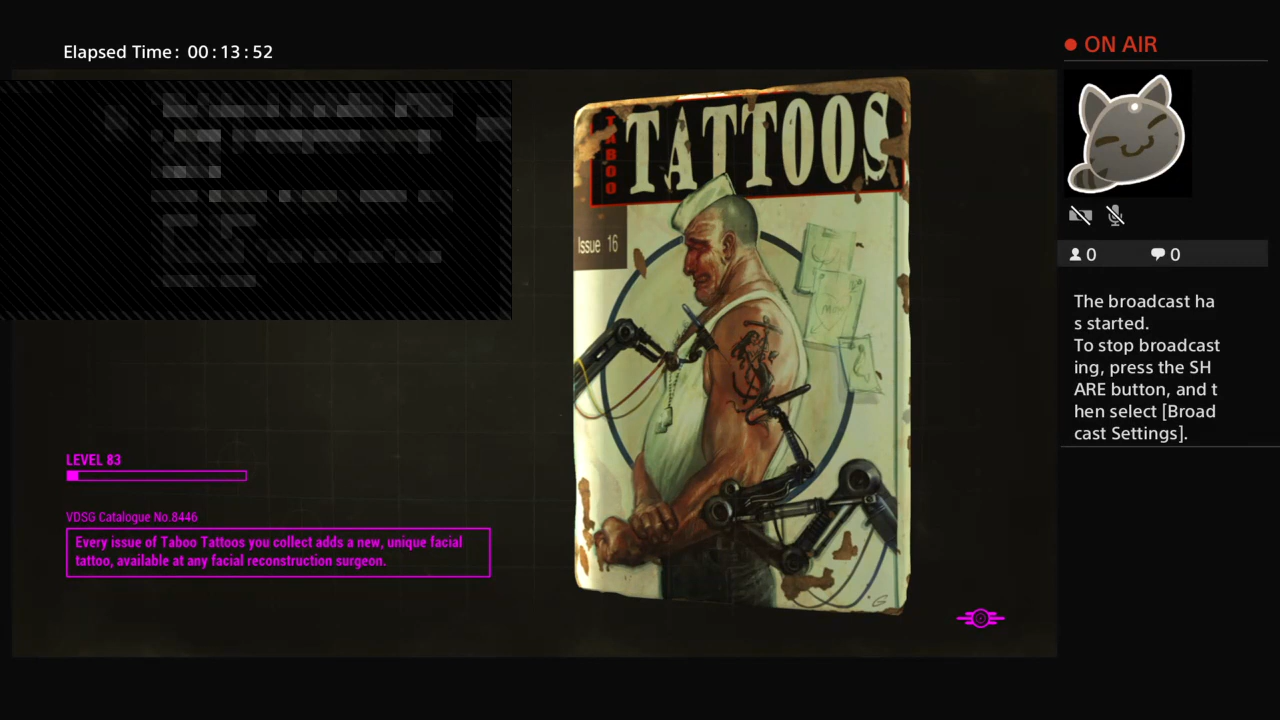 Elapsed Time: 00:13:52
ON AIR
TABOO
TATTOOS
Issue 16
0
0
The broadcast ha
s started.
To stop broadcast
ing, press the SH
ARE button, and t
hen select [Broad
cast Settings].
LEVEL 83
VDSG Catalogue No.8446
Every issue of Taboo Tattoos you collect adds a new, unique facial
tattoo, available at any facial reconstruction surgeon.